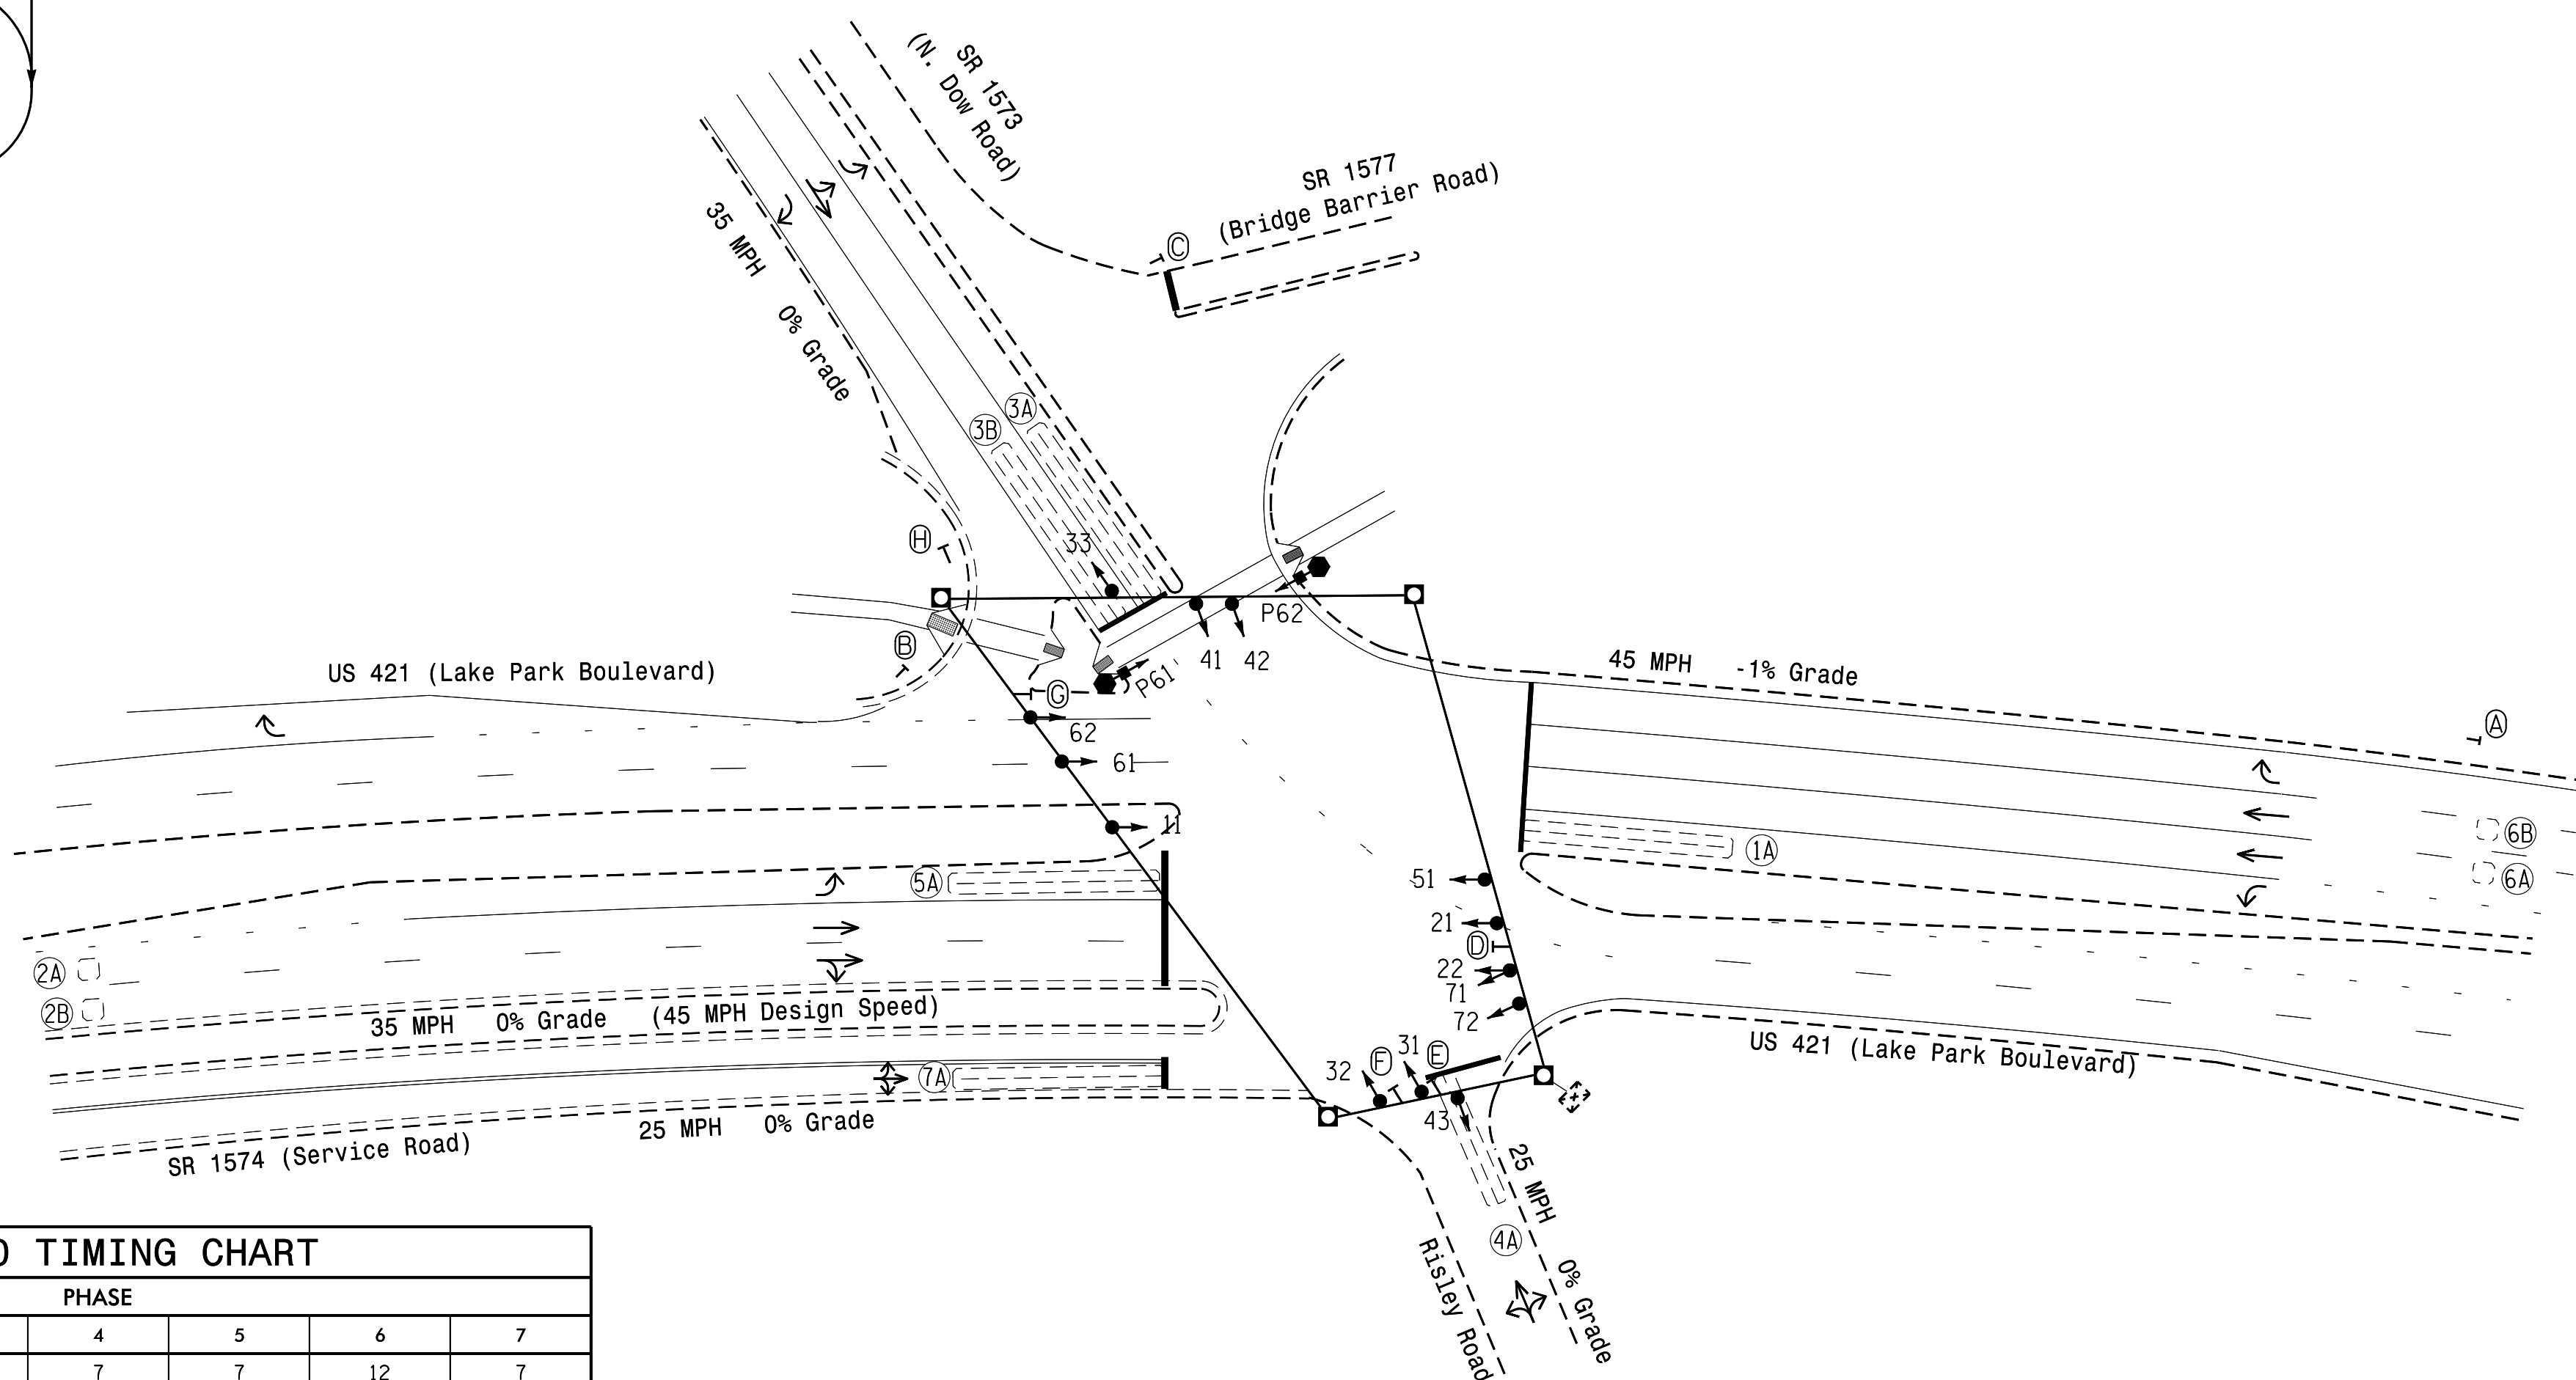 SR 1573
(N. Dow Road)
SR 1577
(Bridge Barrier Road)
C
35 MPH 0% Grade
3A
3B
H
33
B
P62
41 42
P61
G
US 421 (Lake Park Boulevard)
45 MPH -1% Grade
A
62
61
11
6B
1A
6A
5A
51
21
D
22
71
72
2A
2B
35 MPH 0% Grade (45 MPH Design Speed)
US 421 (Lake Park Boulevard)
31
E
F
32
7A
43
25 MPH 0% Grade
SR 1574 (Service Road)
25 MPH 0% Grade
4A
Risley Road
TIMING CHART
PHASE
4 5 6 7
7 7 12 7